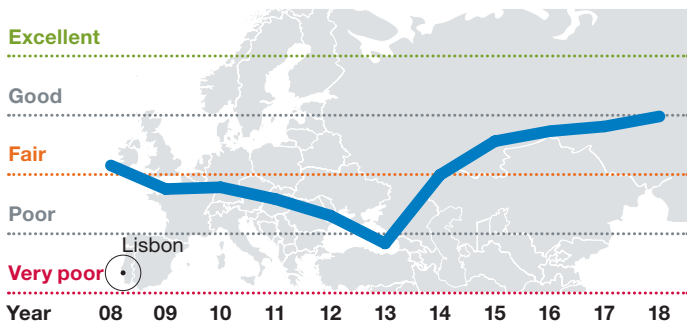 Excellent
Good
Fair
Poor
Lisbon
Very poor
Year 08 09 10 11 12 13 14 15 16 17 18